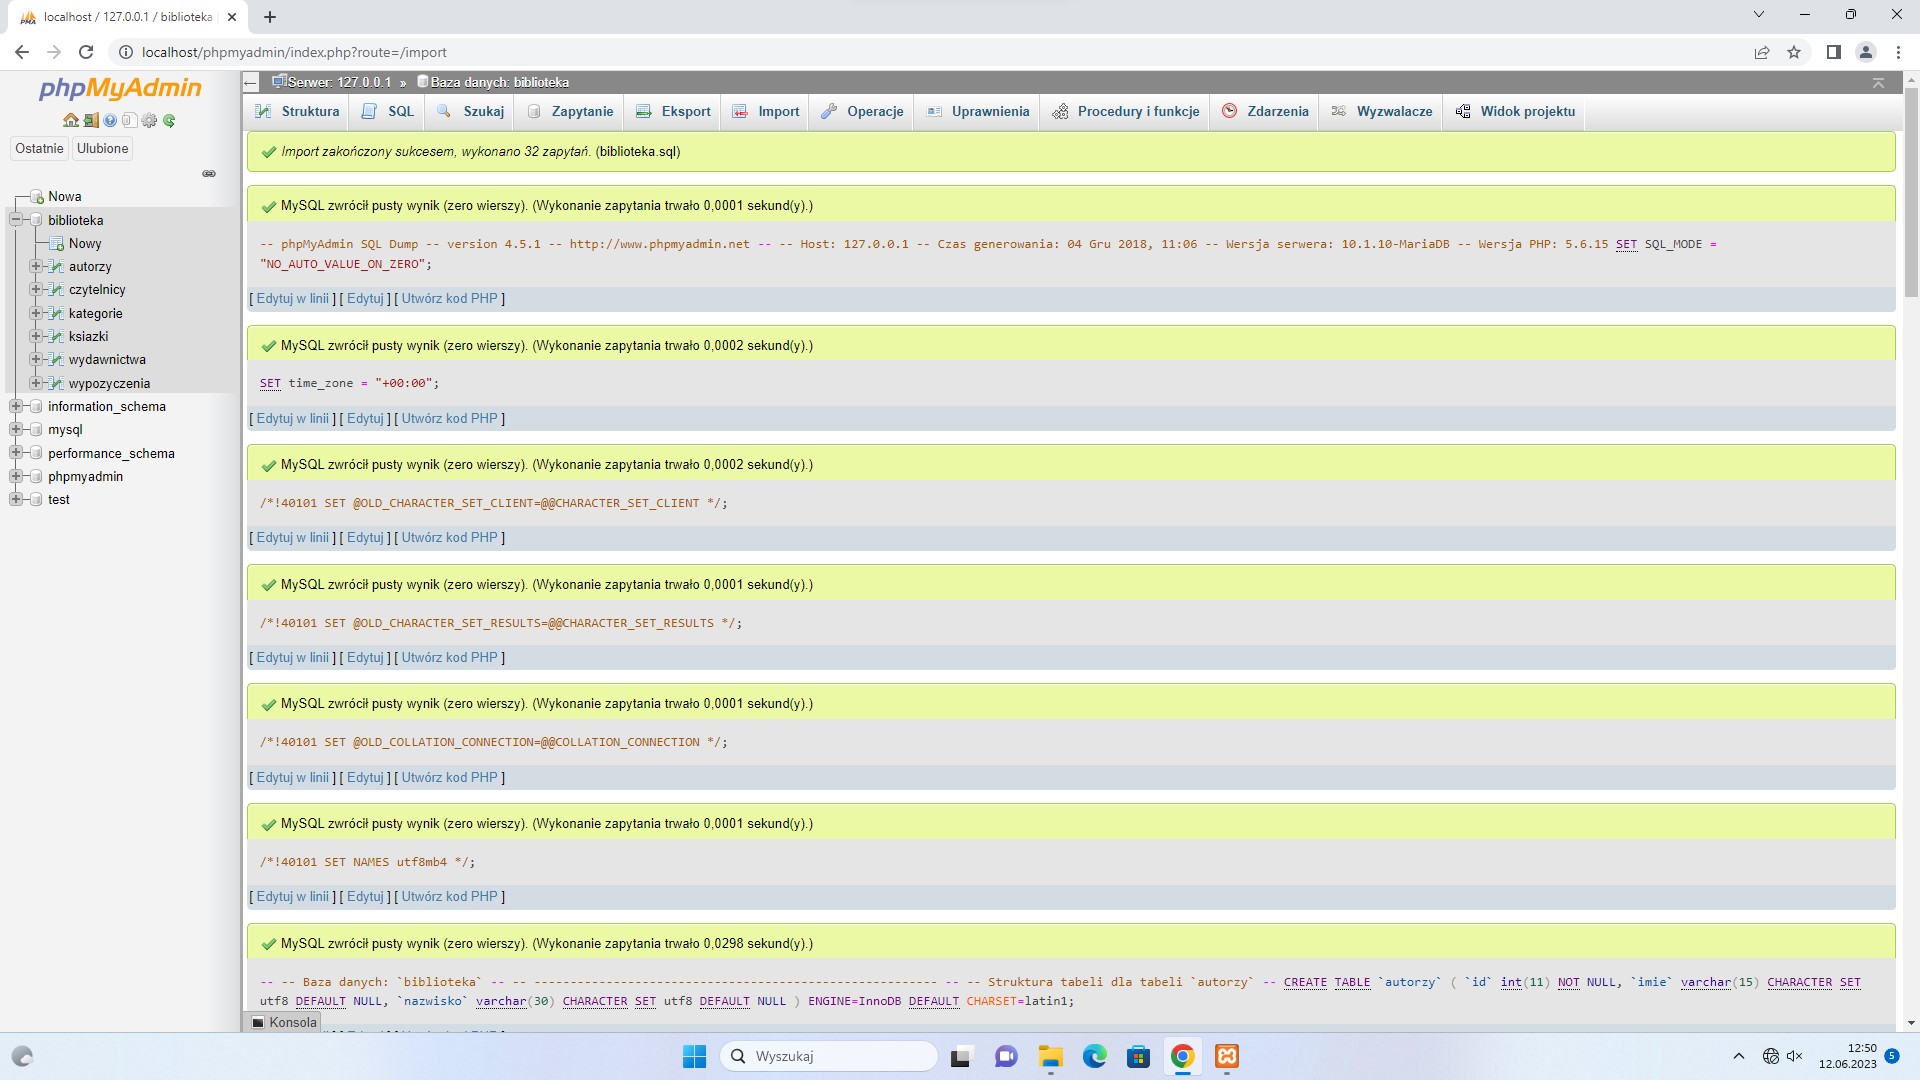 localhost / 127.0.0.1 / biblioteka
localhost/phpmyadmin/index.php?route=/import
phpMyAdmin
Ostatnie Ulubione
Nowa
biblioteka
Nowy
autorzy
czytelnicy
kategorie
ksiazki
wydawnictwa
wypozyczenia
information_schema
mysql
performance_schema
phpmyadmin
test
Serwer: 127.0.0.1 » Baza danych: biblioteka
Struktura SQL Szukaj Zapytanie Eksport Import Operacje Uprawnienia Procedury i funkcje Zdarzenia Wyzwalacze Widok projektu
Import zakończony sukcesem, wykonano 32 zapytań. (biblioteka.sql)
MySQL zwrócił pusty wynik (zero wierszy). (Wykonanie zapytania trwało 0,0001 sekund(y).)
-- phpMyAdmin SQL Dump -- version 4.5.1 -- http://www.phpmyadmin.net -- -- Host: 127.0.0.1 -- Czas generowania: 04 Gru 2018, 11:06 -- Wersja serwera: 10.1.10-MariaDB -- Wersja PHP: 5.6.15 SET SQL_MODE =
"NO_AUTO_VALUE_ON_ZERO";
[ Edytuj w linii ] [ Edytuj ] [ Utwórz kod PHP ]
MySQL zwrócił pusty wynik (zero wierszy). (Wykonanie zapytania trwało 0,0002 sekund(y).)
SET time_zone = "+00:00";
[ Edytuj w linii ] [ Edytuj ] [ Utwórz kod PHP ]
MySQL zwrócił pusty wynik (zero wierszy). (Wykonanie zapytania trwało 0,0002 sekund(y).)
/*!40101 SET @OLD_CHARACTER_SET_CLIENT=@@CHARACTER_SET_CLIENT */;
[ Edytuj w linii ] [ Edytuj ] [ Utwórz kod PHP ]
MySQL zwrócił pusty wynik (zero wierszy). (Wykonanie zapytania trwało 0,0001 sekund(y).)
/*!40101 SET @OLD_CHARACTER_SET_RESULTS=@@CHARACTER_SET_RESULTS */;
[ Edytuj w linii ] [ Edytuj ] [ Utwórz kod PHP ]
MySQL zwrócił pusty wynik (zero wierszy). (Wykonanie zapytania trwało 0,0001 sekund(y).)
/*!40101 SET @OLD_COLLATION_CONNECTION=@@COLLATION_CONNECTION */;
[ Edytuj w linii ] [ Edytuj ] [ Utwórz kod PHP ]
MySQL zwrócił pusty wynik (zero wierszy). (Wykonanie zapytania trwało 0,0001 sekund(y).)
/*!40101 SET NAMES utf8mb4 */;
[ Edytuj w linii ] [ Edytuj ] [ Utwórz kod PHP ]
MySQL zwrócił pusty wynik (zero wierszy). (Wykonanie zapytania trwało 0,0298 sekund(y).)
-- -- Baza danych: `biblioteka` -- -- -------------------------------------------------------- -- -- Struktura tabeli dla tabeli `autorzy` -- CREATE TABLE `autorzy` ( `id` int(11) NOT NULL, `imie` varchar(15) CHARACTER SET
utf8 DEFAULT NULL, `nazwisko` varchar(30) CHARACTER SET utf8 DEFAULT NULL ) ENGINE=InnoDB DEFAULT CHARSET=latin1;
Konsola
Wyszukaj
12:50
12.06.2023
5